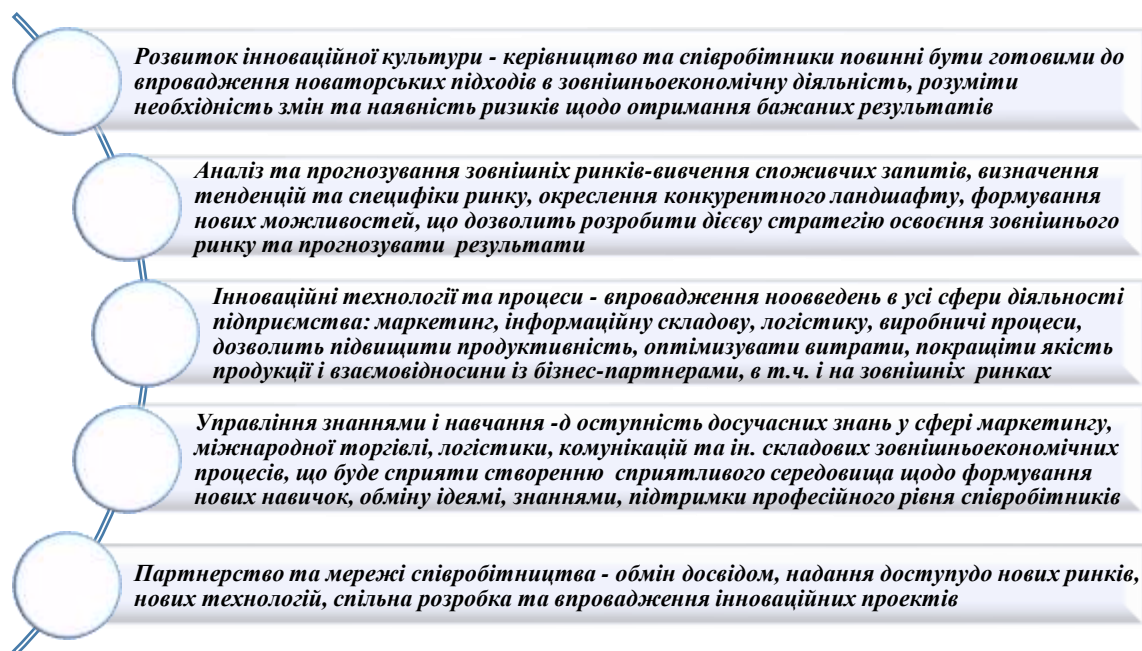 Розвиток інноваційної культури - керівництво та співробітники повинні бути готовими до
впровадження новаторських підходів в зовнішньоекономічну діяльність, розуміти
необхідність змін та наявність ризиків щодо отримання бажаних результатів
Аналіз та прогнозування зовнішніх ринків-вивчення споживчих запитів, визначення
тенденцій та специфіки ринку, окреслення конкурентного ландшафту, формування
нових можливостей, що дозволить розробити дієєву стратегію освоєння зовнішнього
ринку та прогнозувати результати
Інноваційні технології та процеси - впровадження ноовведень в усі сфери діяльності
підприємства: маркетинг, інформаційну складову, логістику, виробничі процеси,
дозволить підвищити продуктивність, оптимізувати витрати, покращіти якість
продукції і взаємовідносини із бізнес-партнерами, в т.ч. і на зовнішніх ринках
Управління знаннями і навчання -д оступність досучасних знань у сфері маркетингу,
міжнародної торгівлі, логістики, комунікацій та ін. складових зовнішньоекономічних
процесів, що буде сприяти створенню сприятливого середовища щодо формування
нових навичок, обміну ідеямі, знаннями, підтримки професійного рівня співробітників
Партнерство та мережі співробітництва - обмін досвідом, надання доступудо нових ринків,
нових технологій, спільна розробка та впровадження інноваційних проектів